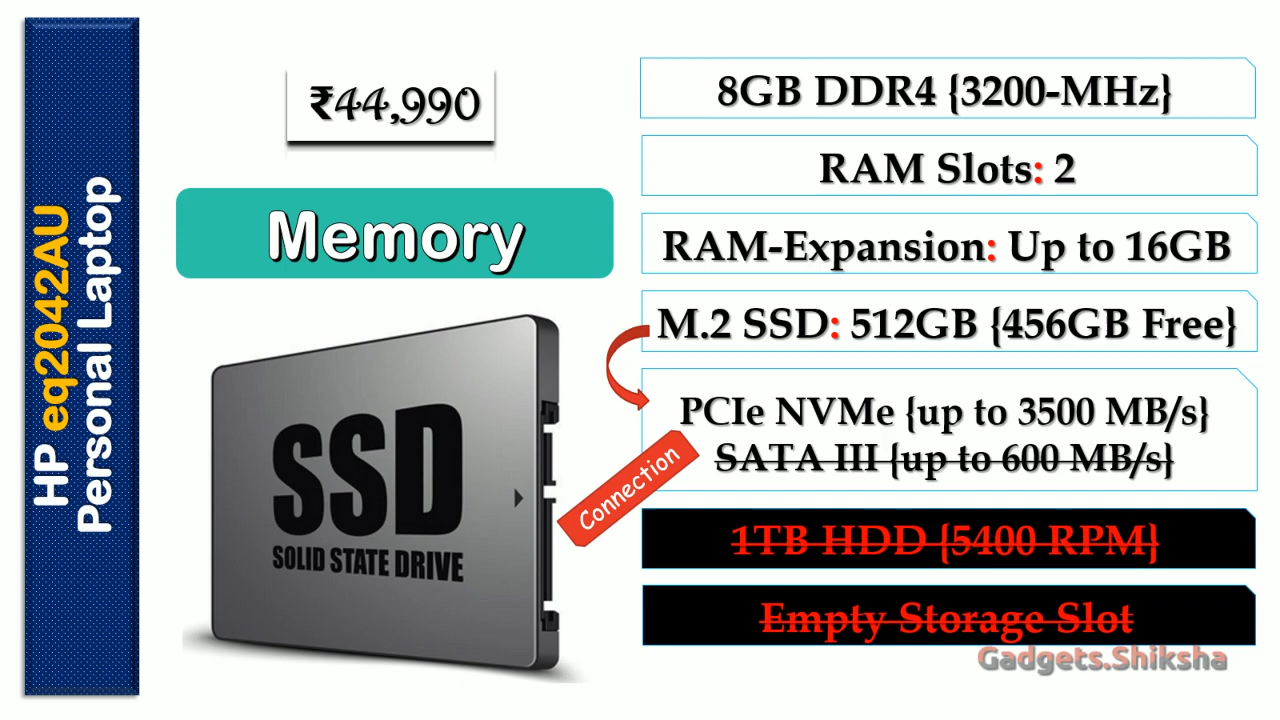 HP eq2042AU
Personal Laptop
₹44,990
Memory
SSD
SOLID STATE DRIVE
Connection
8GB DDR4 {3200-MHz}
RAM Slots: 2
RAM-Expansion: Up to 16GB
M.2 SSD: 512GB {456GB Free}
PCIe NVMe {up to 3500 MB/s}
SATA III {up to 600 MB/s}
1TB HDD {5400 RPM}
Empty Storage Slot
Gadgets.Shiksha